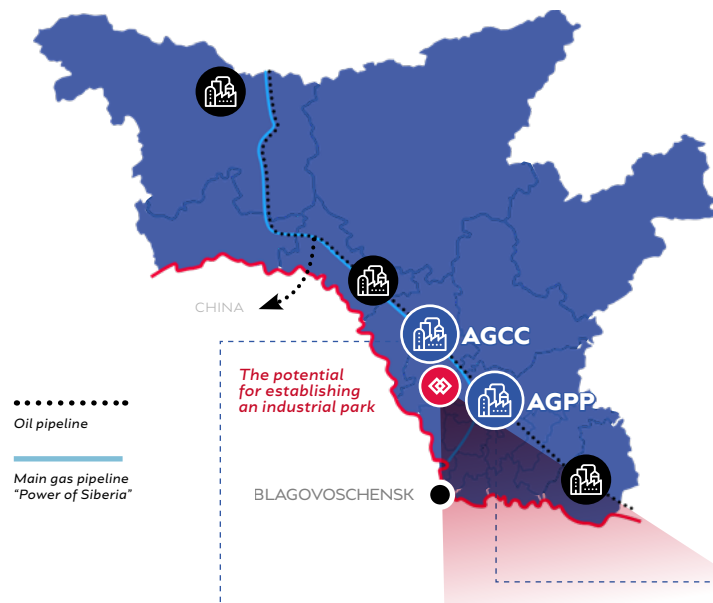 CHINA
AGCC
The potential
for establishing
an industrial park
AGPP
Oil pipeline
Main gas pipeline
“Power of Siberia”
BLAGOVOSCHENSK